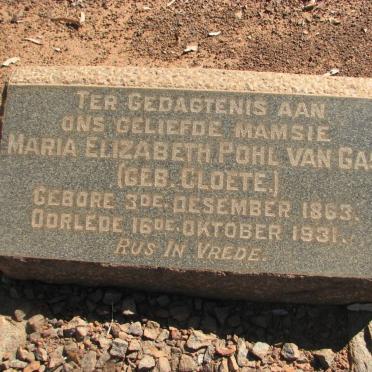 TER GEDAGTENIS AAN
ONS GELIEFDE MAMSIE
MARIA ELIZABETH POHL VAN GAS
(GEB. CLOETE.)
GEBORE 3DE. DESEMBER 1863.
OORLEDE 16DE. OKTOBER 1931.
RUS IN VREDE.